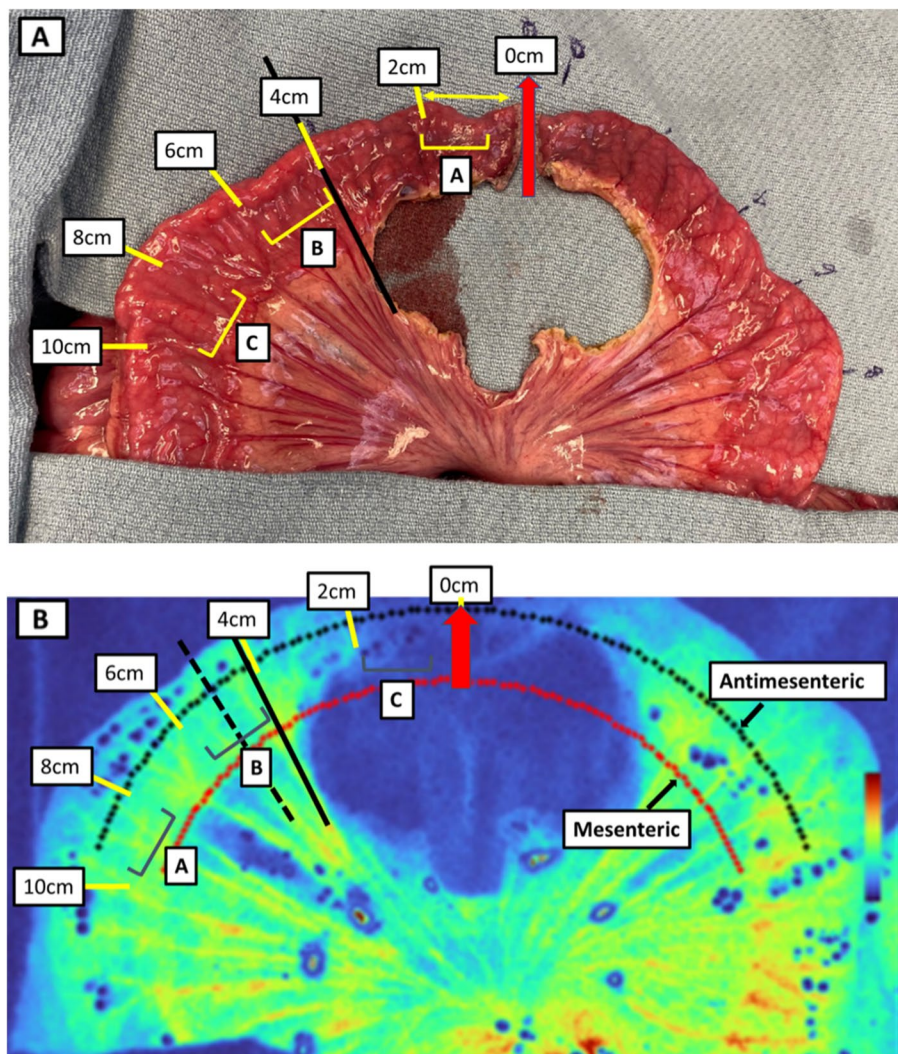 A
0cm
2cm
4cm
6cm
A
B
8cm
C
10cm
B
0cm
2cm
4cm
6cm
Antimesenteric
C
B
8cm
Mesenteric
A
10cm